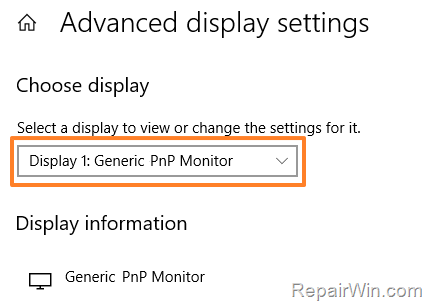 Advanced display settings
Choose display
Select a display to view or change the settings for it.
Display 1: Generic PnP Monitor
Display information
Generic PnP Monitor
RepairWin.com